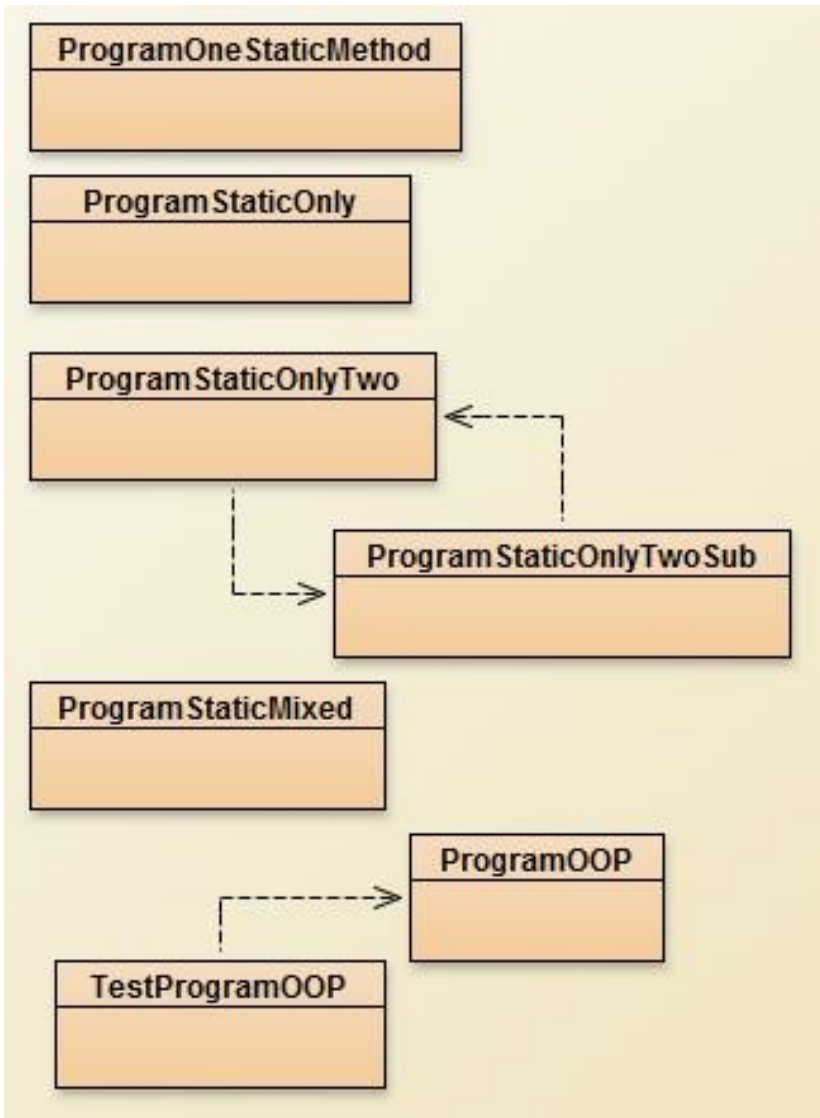 ProgramOneStaticMethod
ProgramStaticOnly
ProgramStaticOnlyTwo
ProgramStaticOnlyTwoSub
ProgramStaticMixed
ProgramOOP
TestProgramOOP